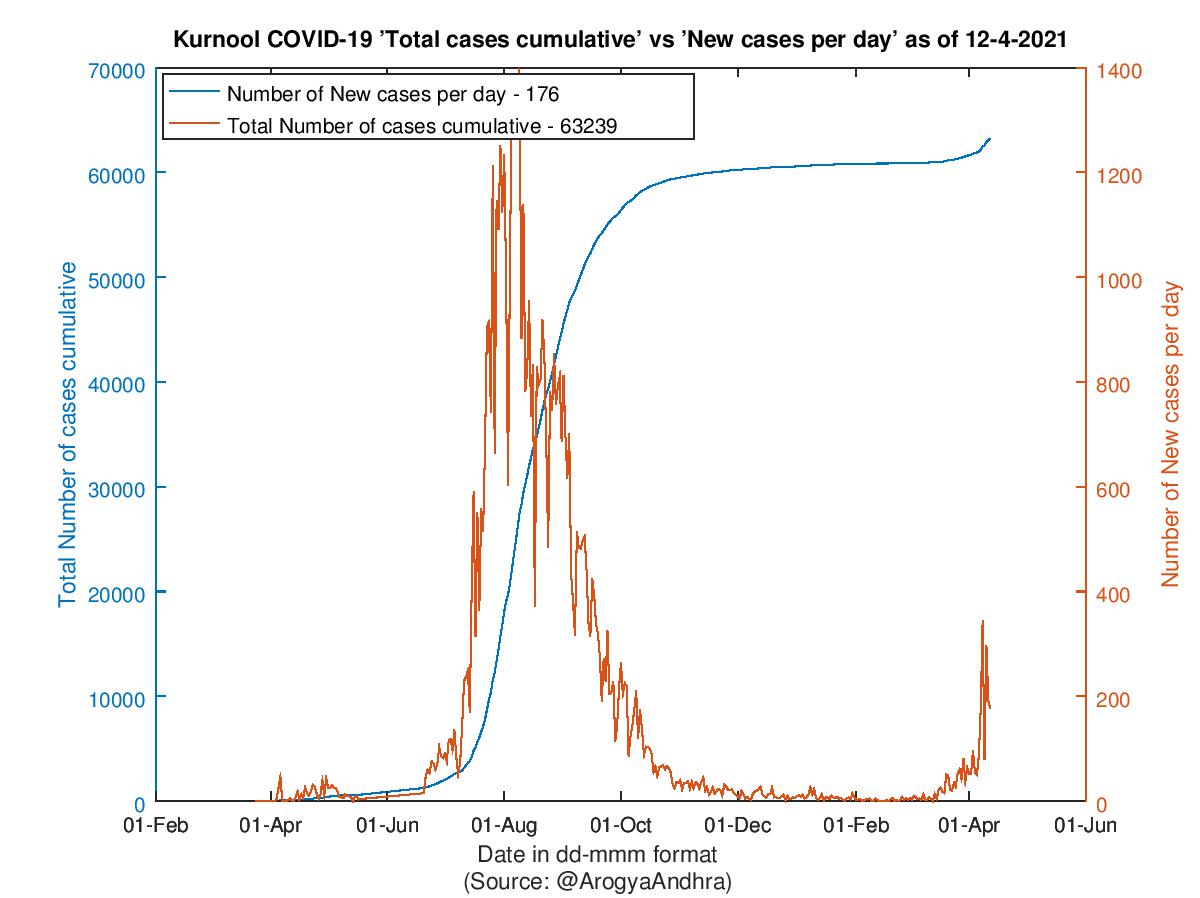 Kurnool COVID-19 ’Total cases cumulative’ vs ’New cases per day’ as of 12-4-2021
Number of New cases per day - 176
Total Number of cases cumulative - 63239
70000
60000
50000
40000
30000
20000
10000
0
Total Number of cases cumulative
1400
1200
1000
800
600
400
200
0
Number of New cases per day
01-Feb 01-Apr 01-Jun 01-Aug 01-Oct 01-Dec 01-Feb 01-Apr 01-Jun
Date in dd-mmm format
(Source: @ArogyaAndhra)